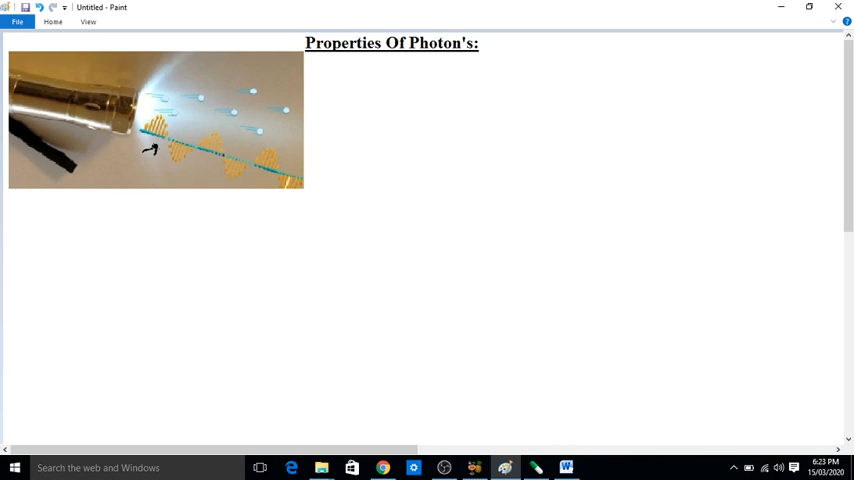 Untitled - Paint
File Home View
Properties Of Photon's:
Search the web and Windows
6:23 PM
15/03/2020